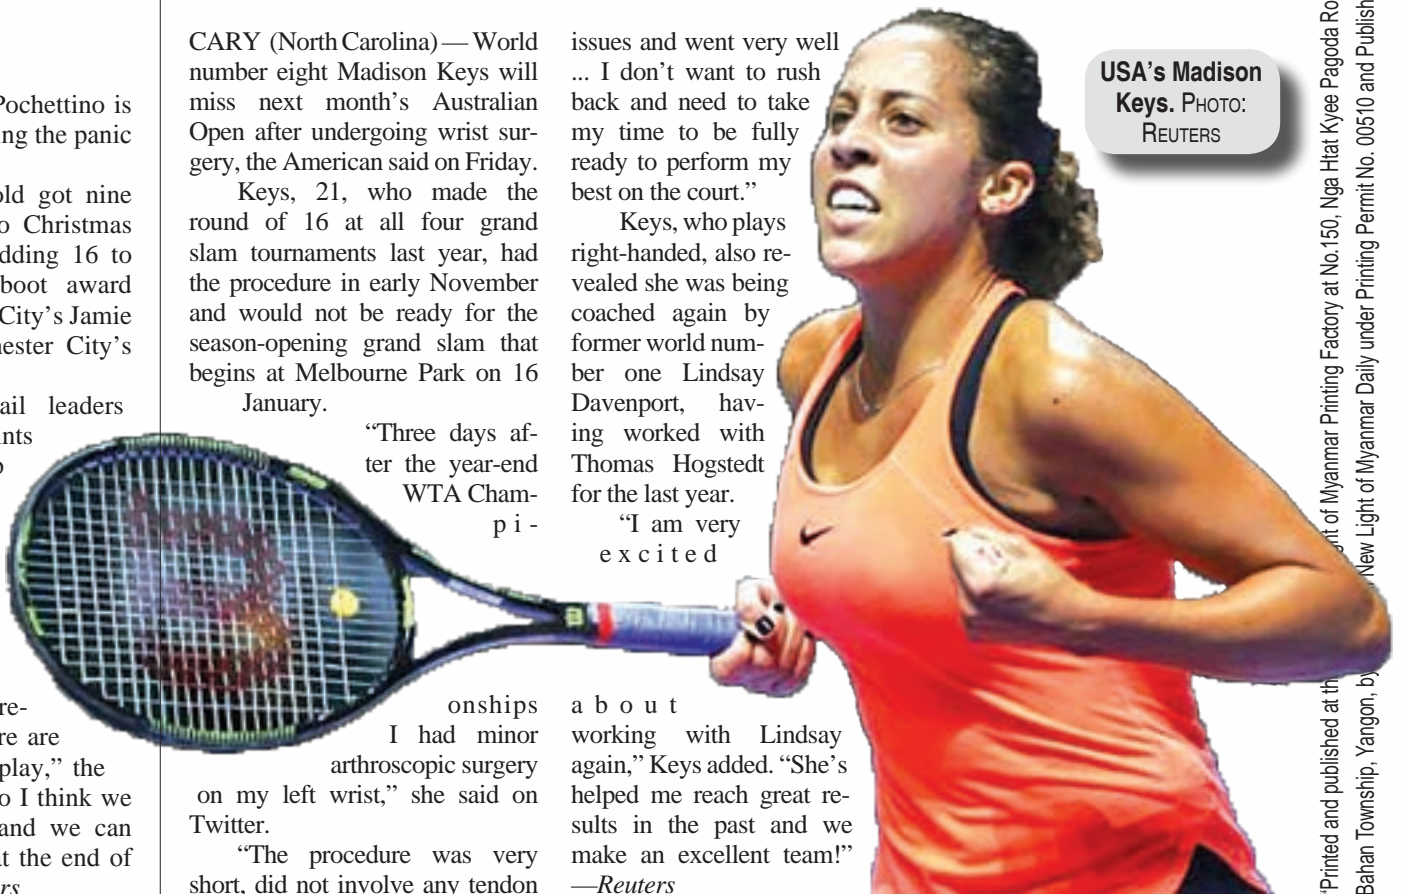 Pochettino is
ing the panic
old got nine
o Christmas
dding 16 to
boot award
City’s Jamie
hester City’s
ail leaders
nts
re-
re are
play,” the
o I think we
and we can
at the end of
rs
CARY (North Carolina) — World
number eight Madison Keys will
miss next month’s Australian
Open after undergoing wrist sur-
gery, the American said on Friday.
Keys, 21, who made the
round of 16 at all four grand
slam tournaments last year, had
the procedure in early November
and would not be ready for the
season-opening grand slam that
begins at Melbourne Park on 16
January.
“Three days af-
ter the year-end
WTA Cham-
pi-
onships
I had minor
arthroscopic surgery
on my left wrist,” she said on
Twitter.
“The procedure was very
short, did not involve any tendon
issues and went very well
... I don’t want to rush
back and need to take
my time to be fully
ready to perform my
best on the court.”
Keys, who plays
right-handed, also re-
vealed she was being
coached again by
former world num-
ber one Lindsay
Davenport, hav-
ing worked with
Thomas Hogstedt
for the last year.
“I am very
excited
about
working with Lindsay
again,” Keys added. “She’s
helped me reach great re-
sults in the past and we
make an excellent team!”
—Reuters
USA’s Madison
Keys. PHOTO:
REUTERS
“Printed and published at th ght of Myanmar Printing Factory at No.150, Nga Htat Kyee Pagoda Ro
Bahan Township, Yangon, by New Light of Myanmar Daily under Printing Permit No. 00510 and Publish